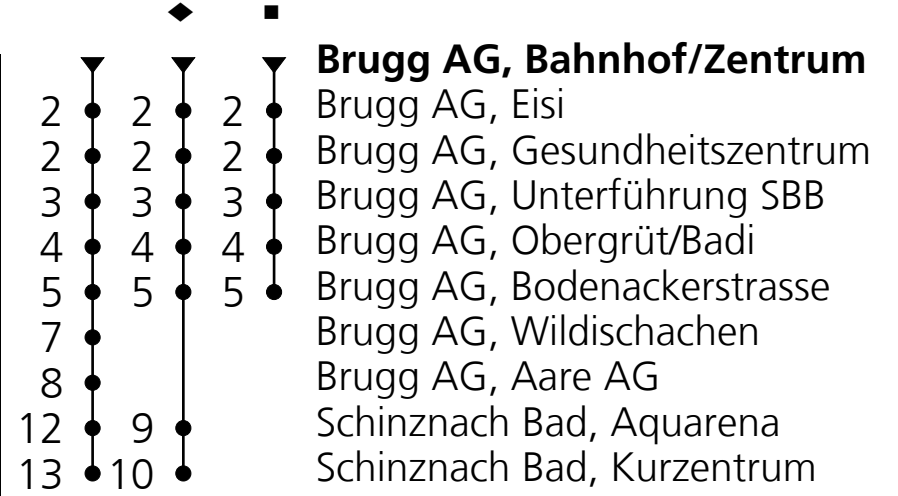 Brugg AG, Bahnhof/Zentrum
2 2 2 Brugg AG, Eisi
2 2 2 Brugg AG, Gesundheitszentrum
3 3 3 Brugg AG, Unterführung SBB
4 4 4 Brugg AG, Obergrüt/Badi
5 5 5 Brugg AG, Bodenackerstrasse
7 Brugg AG, Wildischachen
8 Brugg AG, Aare AG
12 9 Schinznach Bad, Aquarena
13 10 Schinznach Bad, Kurzentrum